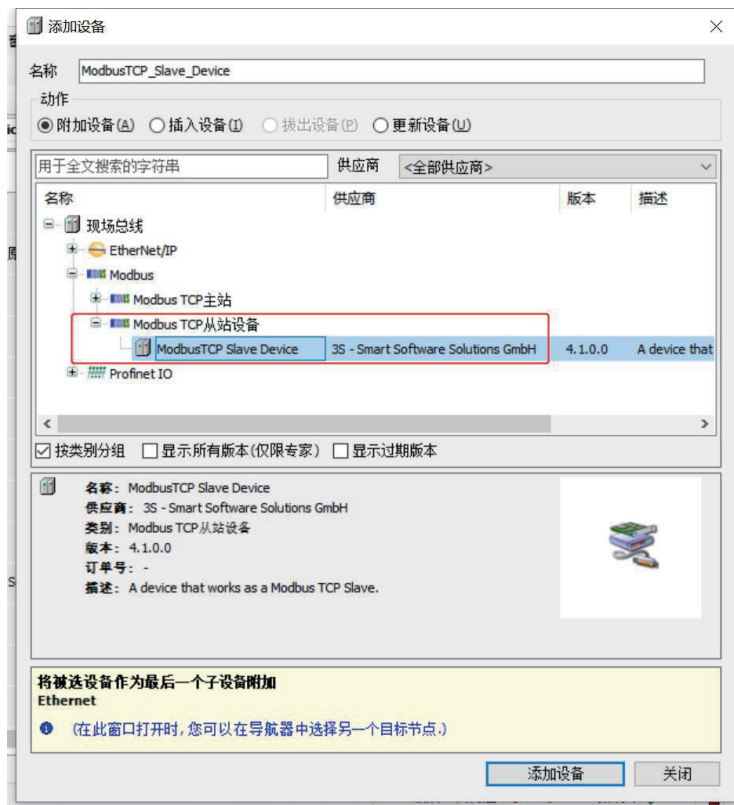 添加设备
名称 ModbusTCP_Slave_Device
动作
附加设备(A) 插入设备(I) 拔出设备(P) 更新设备(U)
用于全文搜索的字符串 供应商 <全部供应商>
名称 供应商 版本 描述
现场总线
EtherNet/IP
Modbus
Modbus TCP主站
Modbus TCP从站设备
ModbusTCP Slave Device 3S - Smart Software Solutions GmbH 4.1.0.0 A device that
Profinet IO
按类别分组 显示所有版本(仅限专家) 显示过期版本
名称: ModbusTCP Slave Device
供应商: 3S - Smart Software Solutions GmbH
类别: Modbus TCP从站设备
版本: 4.1.0.0
订单号: -
描述: A device that works as a Modbus TCP Slave.
将被选设备作为最后一个子设备附加
Ethernet
(在此窗口打开时,您可以在导航器中选择另一个目标节点.)
添加设备 关闭